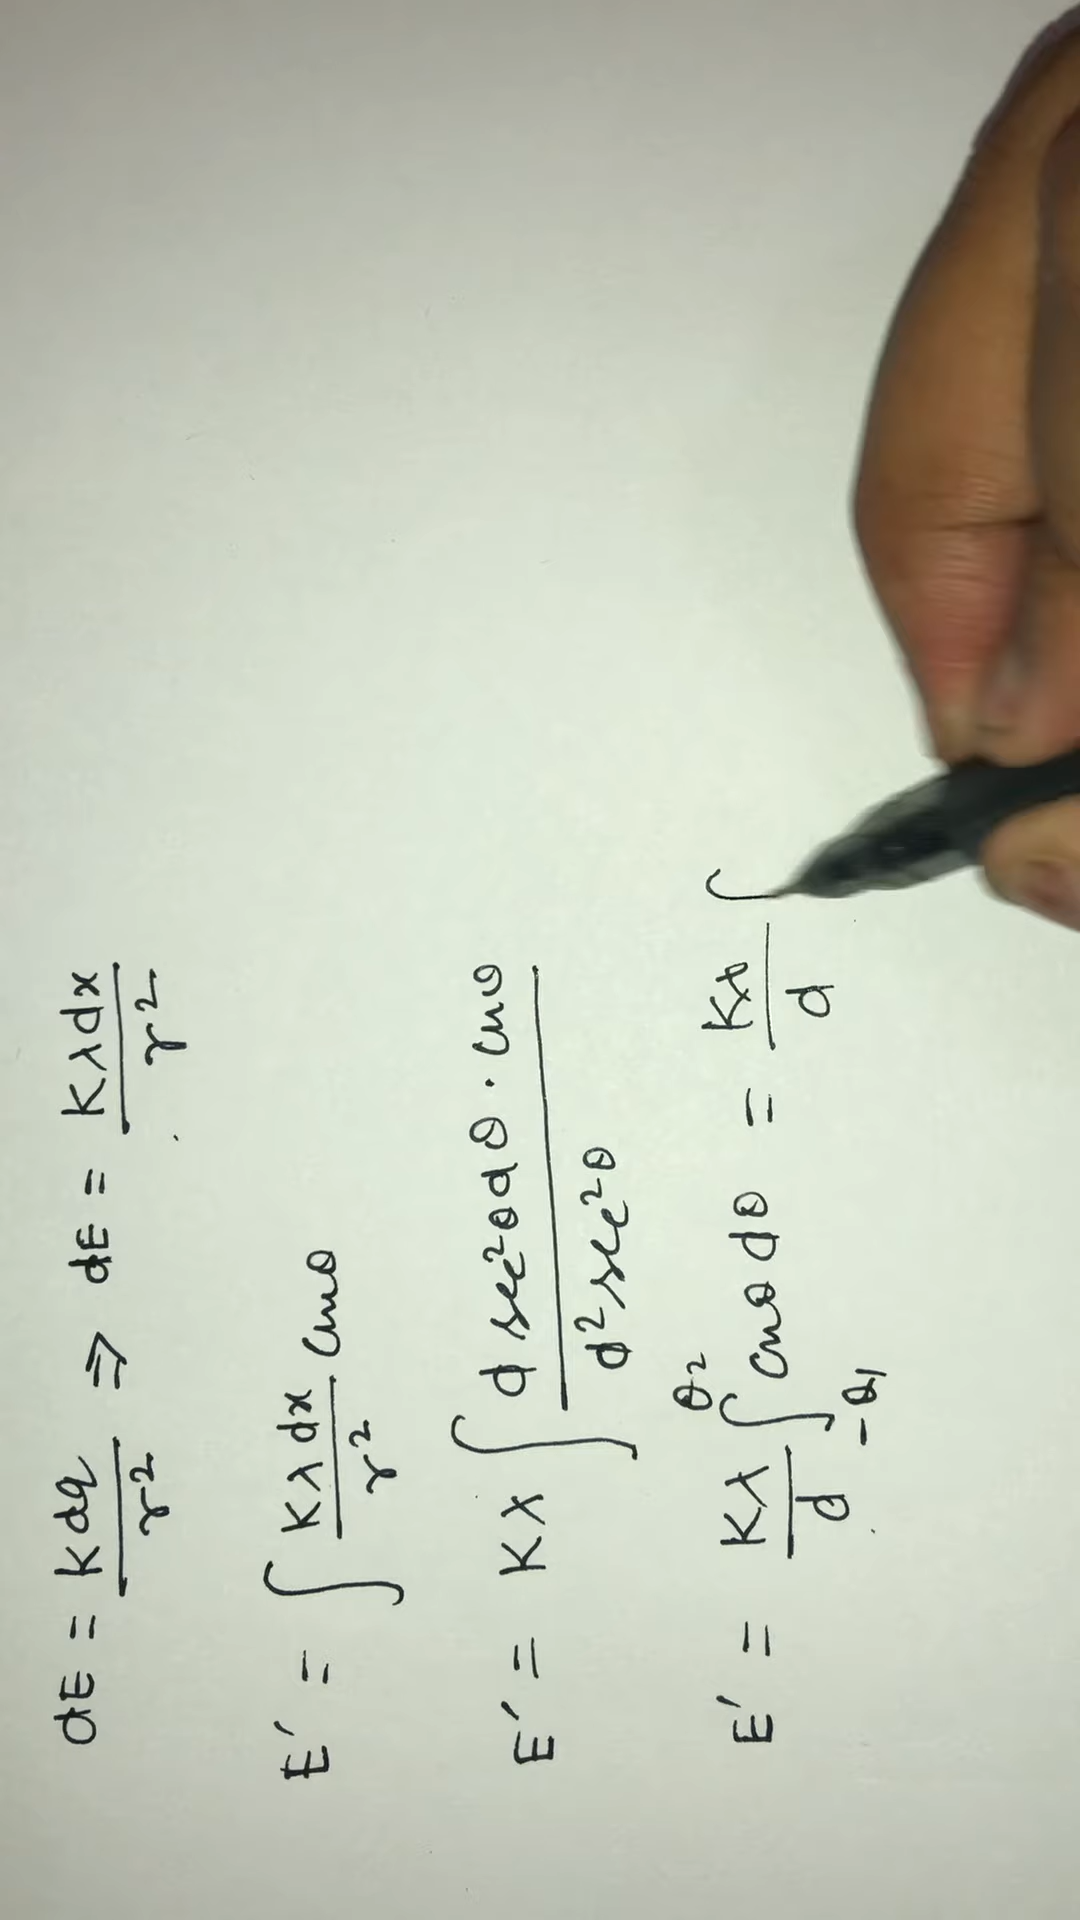 dE = K dq / r² ⇒ dE = Kλdx / r²
E' = ∫ Kλdx / r² cosθ
E' = Kλ ∫ d sec²θ dθ · cosθ / d² sec²θ
E' = Kλ / d ∫_{-θ₁}^{θ₂} cosθ dθ = Kλ / d (